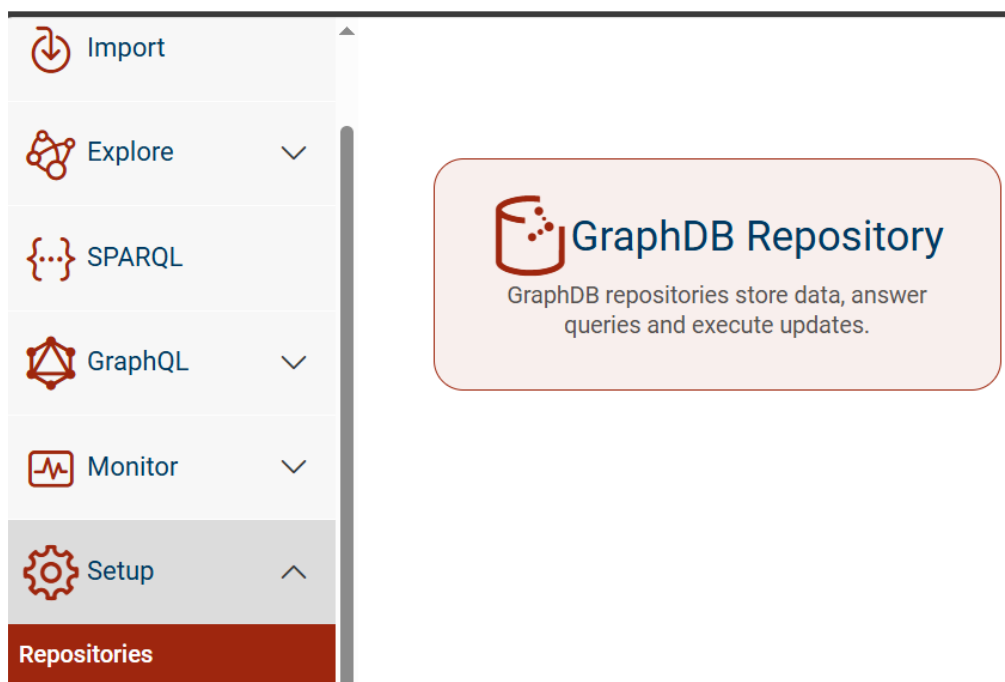 Import
Explore
SPARQL
GraphQL
Monitor
Setup
Repositories
GraphDB Repository
GraphDB repositories store data, answer
queries and execute updates.